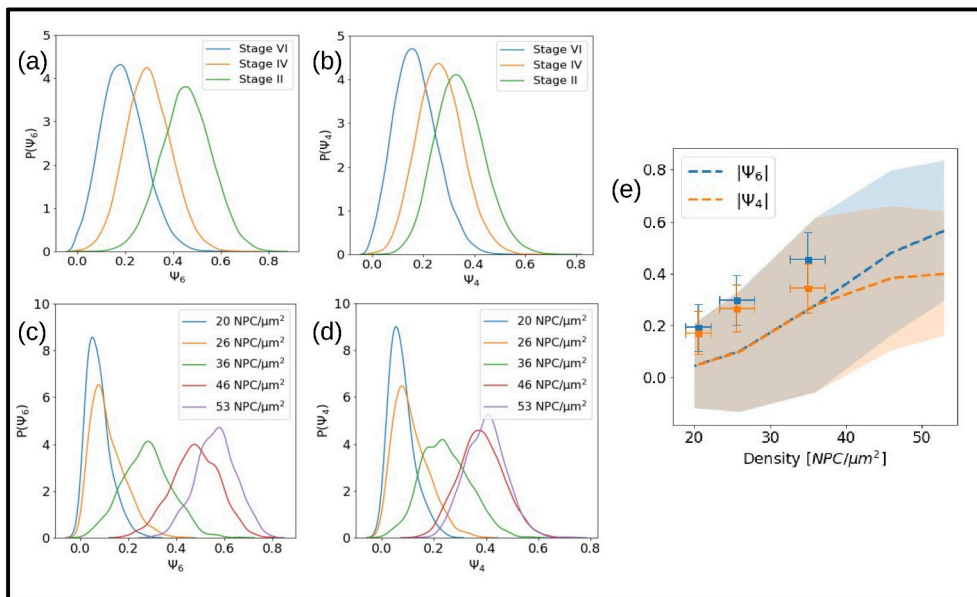 (a)
5
4
3
2
1
0
P(Ψ6)
0.0 0.2 0.4 0.6 0.8
Ψ6
Stage VI
Stage IV
Stage II
(b)
5
4
3
2
1
0
P(Ψ4)
0.0 0.2 0.4 0.6 0.8
Ψ4
Stage VI
Stage IV
Stage II
(c)
10
8
6
4
2
0
P(Ψ6)
0.0 0.2 0.4 0.6 0.8
Ψ6
20 NPC/μm²
26 NPC/μm²
36 NPC/μm²
46 NPC/μm²
53 NPC/μm²
(d)
10
8
6
4
2
0
P(Ψ4)
0.0 0.2 0.4 0.6 0.8
Ψ4
20 NPC/μm²
26 NPC/μm²
36 NPC/μm²
46 NPC/μm²
53 NPC/μm²
(e)
0.8
0.6
0.4
0.2
0.0
|Ψ6|
|Ψ4|
20 30 40 50
Density [NPC/μm²]